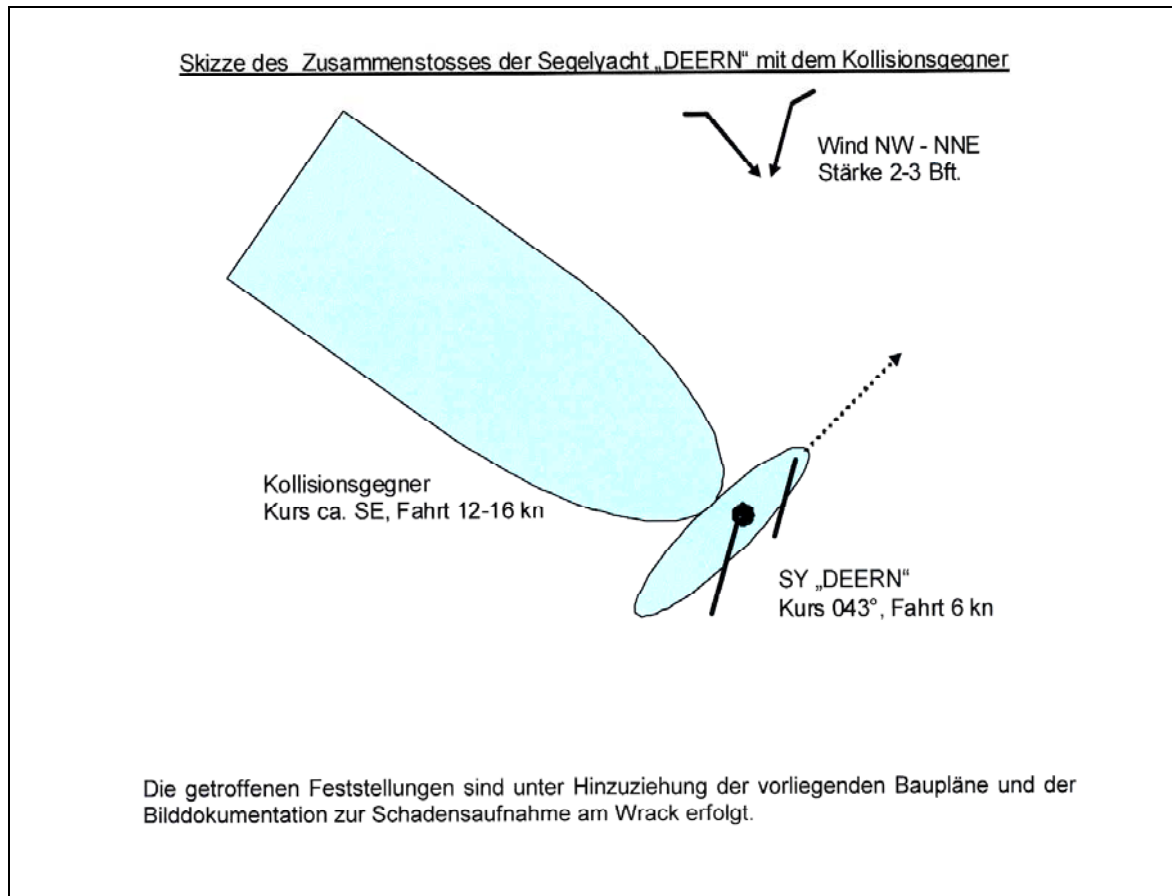 Skizze des Zusammenstosses der Segelyacht „DEERN“ mit dem Kollisionsgegner
Wind NW - NNE
Stärke 2-3 Bft.
Kollisionsgegner
Kurs ca. SE, Fahrt 12-16 kn
SY „DEERN“
Kurs 043°, Fahrt 6 kn
Die getroffenen Feststellungen sind unter Hinzuziehung der vorliegenden Baupläne und der
Bilddokumentation zur Schadensaufnahme am Wrack erfolgt.